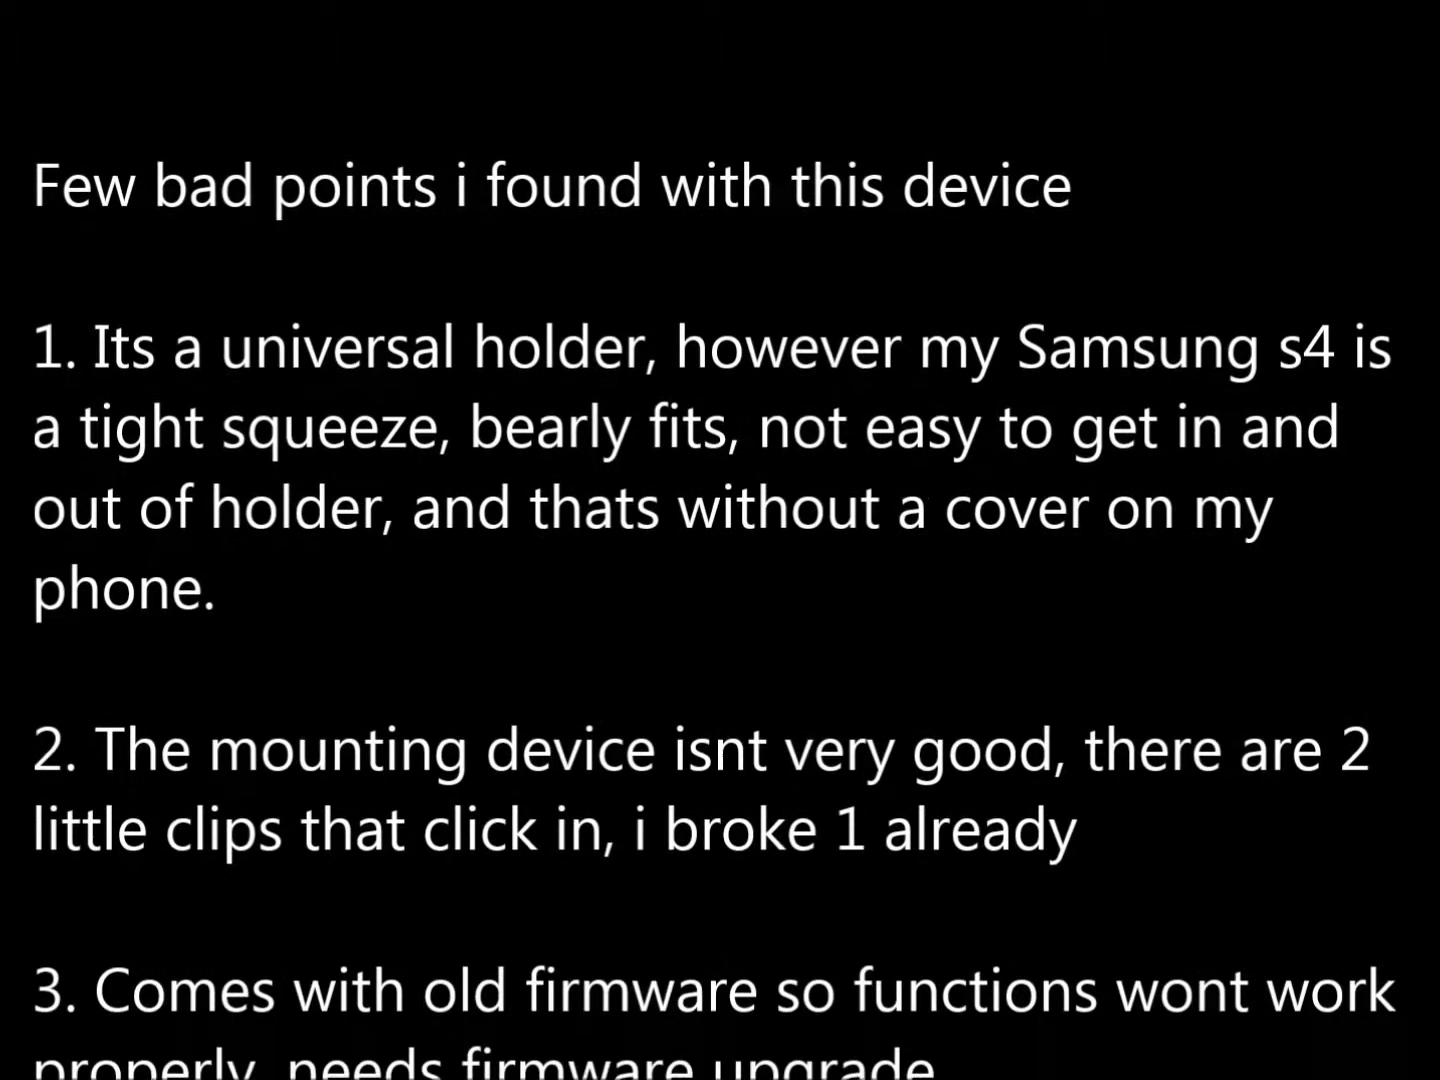 Few bad points i found with this device
1. Its a universal holder, however my Samsung s4 is
a tight squeeze, bearly fits, not easy to get in and
out of holder, and thats without a cover on my
phone.
2. The mounting device isnt very good, there are 2
little clips that click in, i broke 1 already
3. Comes with old firmware so functions wont work
properly, needs firmware upgrade